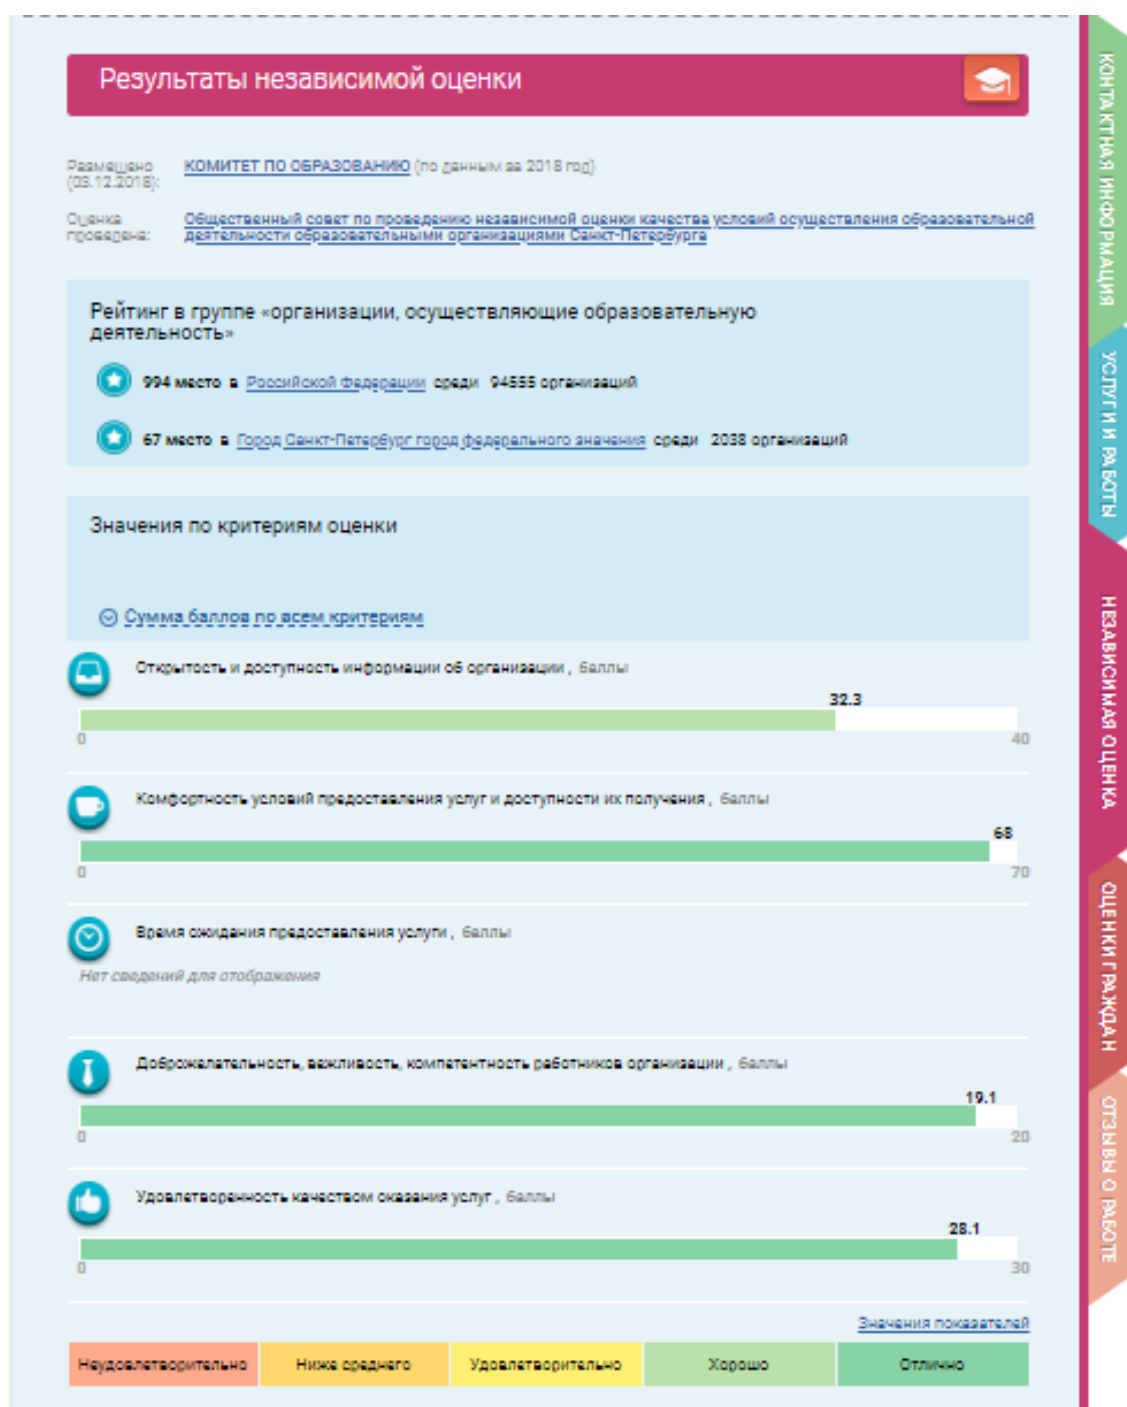 Результаты независимой оценки
Размещено
(03.12.2018):
КОМИТЕТ ПО ОБРАЗОВАНИЮ (по данным за 2018 год)
Оценка
проведена:
Общественный совет по проведению независимой оценки качества условий осуществления образовательной
деятельности образовательными организациями Санкт-Петербурга
Рейтинг в группе «организации, осуществляющие образовательную
деятельность»
994 место в Российской Федерации среди 94555 организаций
67 место в Город Санкт-Петербург город федерального значения среди 2038 организаций
Значения по критериям оценки
Сумма баллов по всем критериям
Открытость и доступность информации об организации , баллы
32.3
0 40
Комфортность условий предоставления услуг и доступности их получения , баллы
68
0 70
Время ожидания предоставления услуги , баллы
Нет сведений для отображения
Доброжелательность, вежливость, компетентность работников организации , баллы
19.1
0 20
Удовлетворенность качеством оказания услуг , баллы
28.1
0 30
Значения показателей
Неудовлетворительно Ниже среднего Удовлетворительно Хорошо Отлично
КОНТАКТНАЯ ИНФОРМАЦИЯ
УСЛУГИ И РАБОТЫ
НЕЗАВИСИМАЯ ОЦЕНКА
ОЦЕНКИ ГРАЖДАН
ОТЗЫВЫ О РАБОТЕ